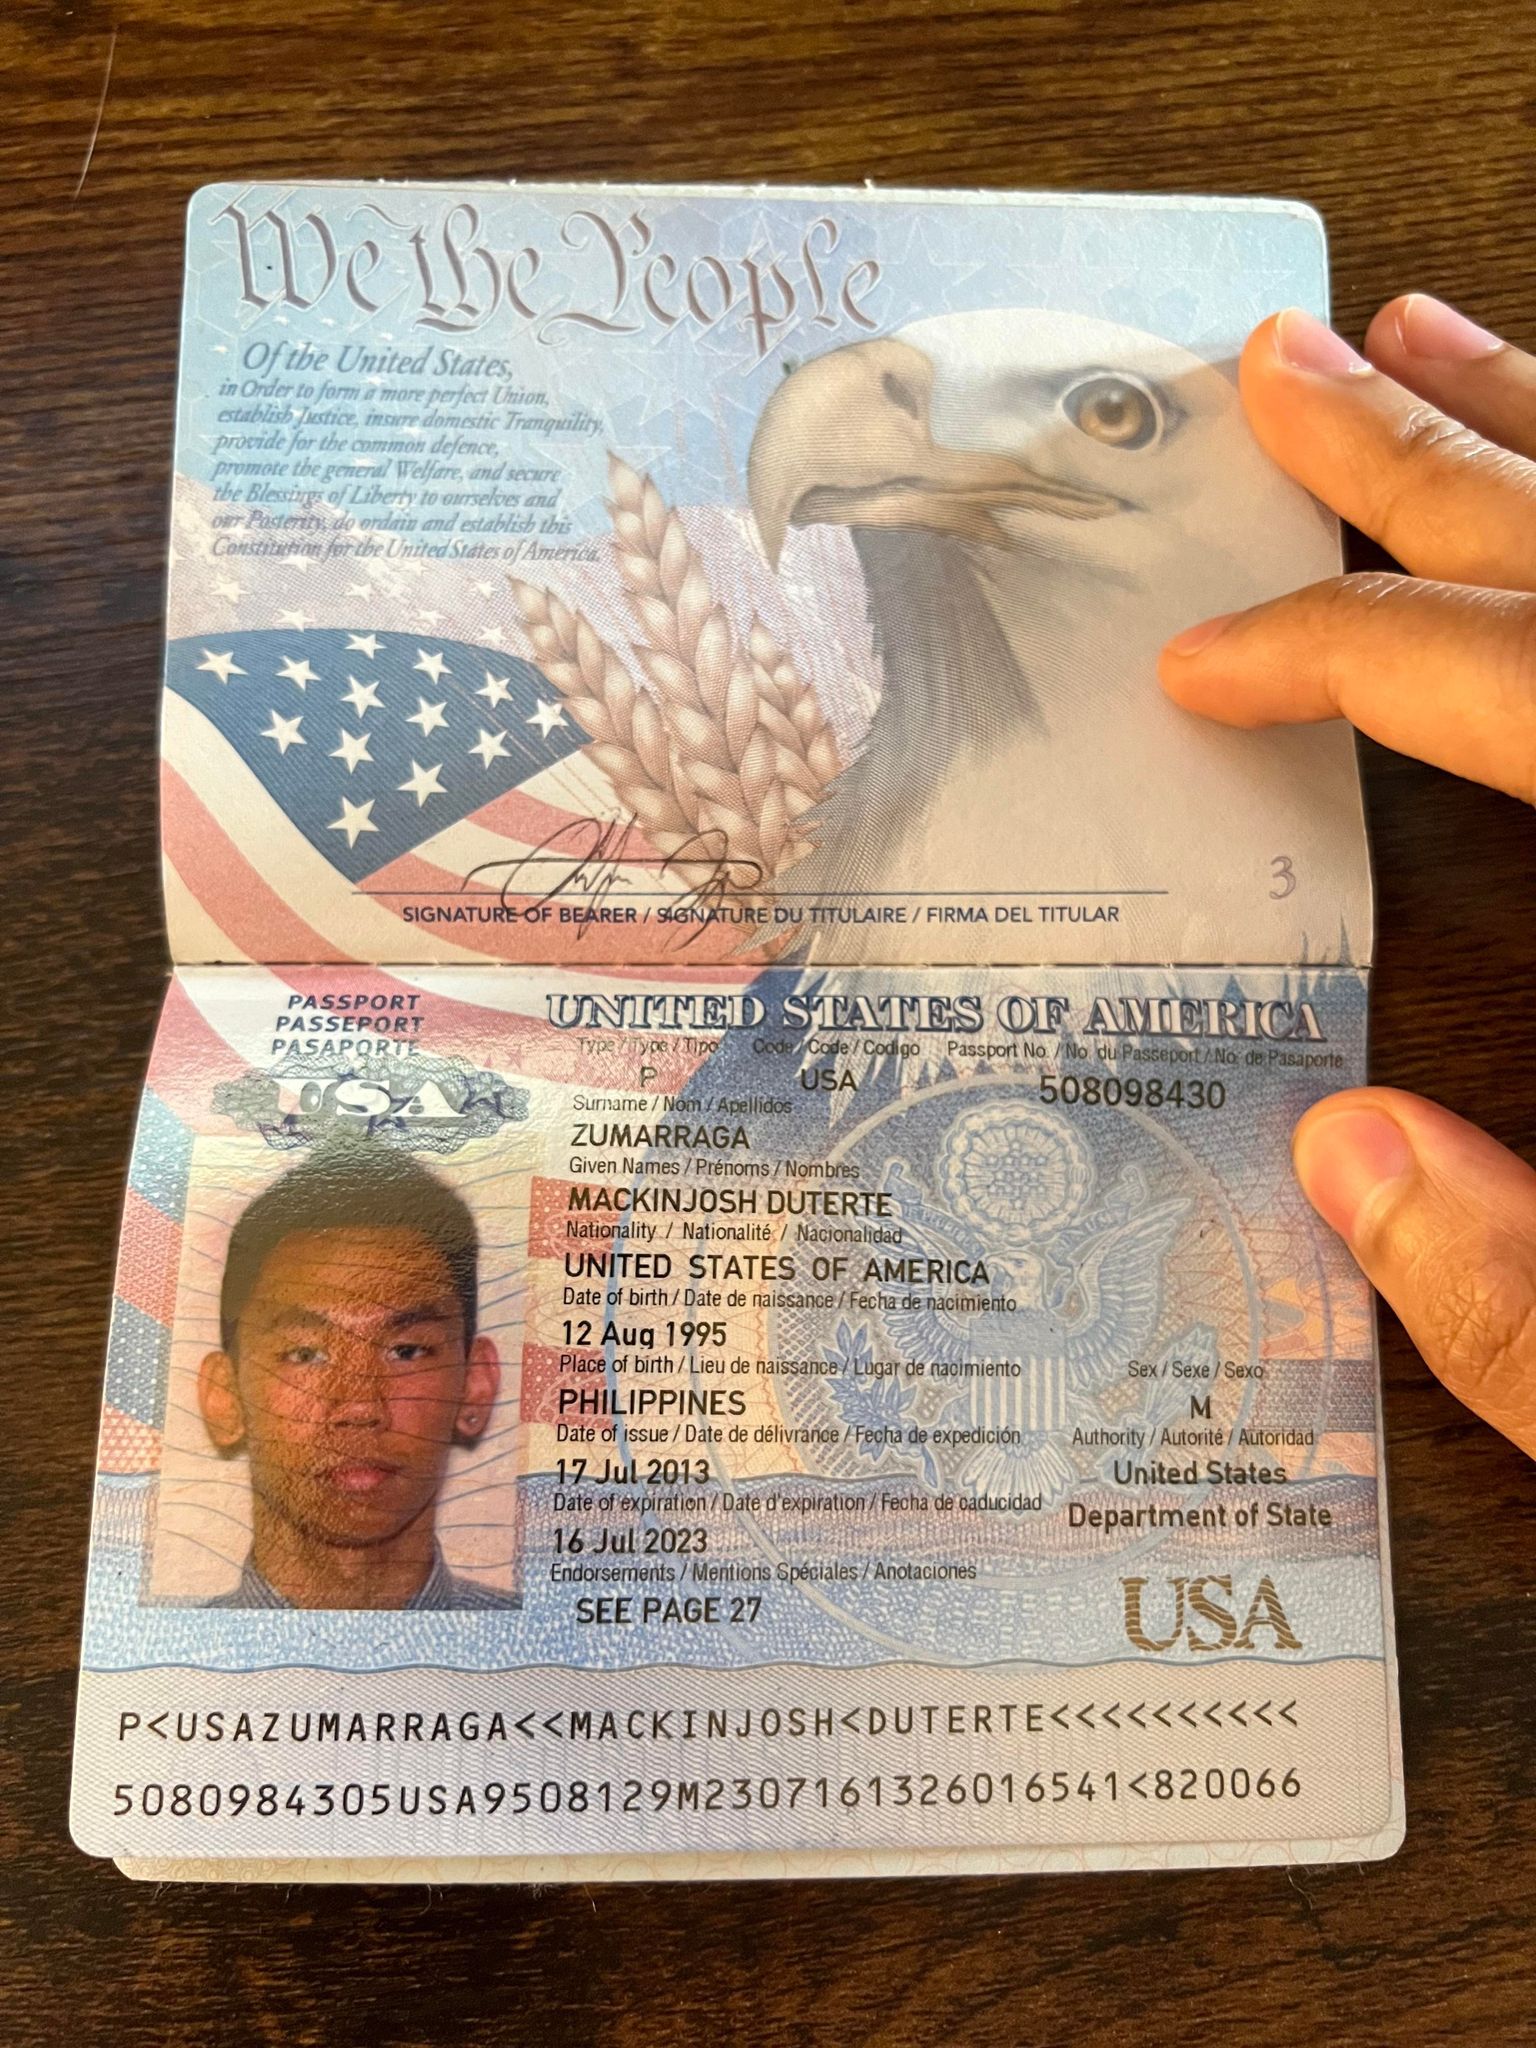 We the People
Of the United States,
in Order to form a more perfect Union,
establish Justice, insure domestic Tranquility,
provide for the common defence,
promote the general Welfare, and secure
the Blessings of Liberty to ourselves and
our Posterity, do ordain and establish this
Constitution for the United States of America.
SIGNATURE OF BEARER / SIGNATURE DU TITULAIRE / FIRMA DEL TITULAR
3
PASSPORT
PASSEPORT
PASAPORTE
USA
UNITED STATES OF AMERICA
Type / Type / Tipo Code / Code / Codigo Passport No. / No. du Passeport / No. de Pasaporte
P USA 508098430
Surname / Nom / Apellidos
ZUMARRAGA
Given Names / Prénoms / Nombres
MACKINJOSH DUTERTE
Nationality / Nationalité / Nacionalidad
UNITED STATES OF AMERICA
Date of birth / Date de naissance / Fecha de nacimiento
12 Aug 1995
Place of birth / Lieu de naissance / Lugar de nacimiento Sex / Sexe / Sexo
PHILIPPINES M
Date of issue / Date de délivrance / Fecha de expedición Authority / Autorité / Autoridad
17 Jul 2013 United States
Date of expiration / Date d'expiration / Fecha de caducidad Department of State
16 Jul 2023
Endorsements / Mentions Spéciales / Anotaciones
SEE PAGE 27
USA
P<USAZUMARRAGA<<MACKINJOSH<DUTERTE<<<<<<<<<<
5080984305USA9508129M2307161326016541<820066